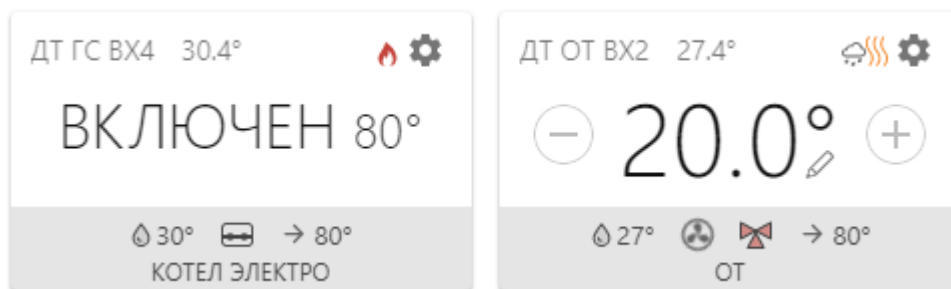 ДТ ГС ВХ4 30.4°
ВКЛЮЧЕН 80°
30° → 80°
КОТЕЛ ЭЛЕКТРО
ДТ ОТ ВХ2 27.4°
20.0°
27° → 80°
ОТ